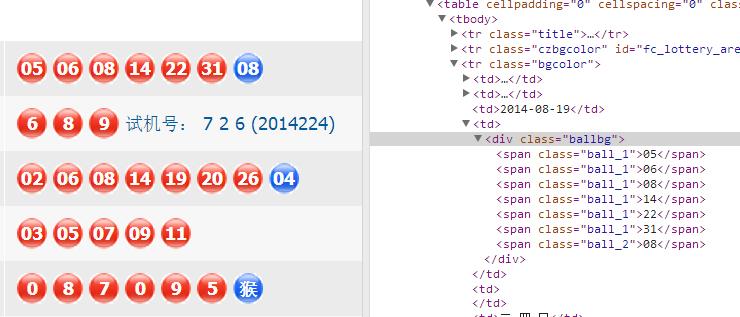 05 06 08 14 22 31 08
6 8 9 试机号： 7 2 6 (2014224)
02 06 08 14 19 20 26 04
03 05 07 09 11
0 8 7 0 9 5 猴
▼<table cellpadding="0" cellspacing="0" clas
▼<tbody>
▶<tr class="title">…</tr>
▶<tr class="czbgcolor" id="fc_lottery_are
▼<tr class="bgcolor">
▶<td>…</td>
▶<td>…</td>
<td>2014-08-19</td>
▼<td>
▼<div class="ballbg">
<span class="ball_1">05</span>
<span class="ball_1">06</span>
<span class="ball_1">08</span>
<span class="ball_1">14</span>
<span class="ball_1">22</span>
<span class="ball_1">31</span>
<span class="ball_2">08</span>
</div>
</td>
<td>
</td>